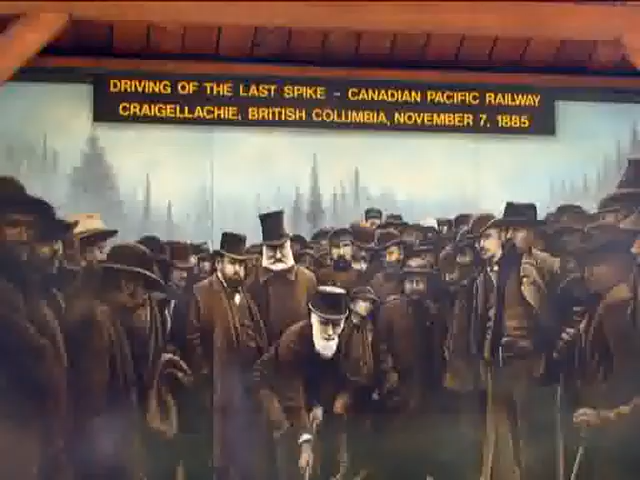 DRIVING OF THE LAST SPIKE - CANADIAN PACIFIC RAILWAY
CRAIGELLACHIE, BRITISH COLUMBIA, NOVEMBER 7, 1885